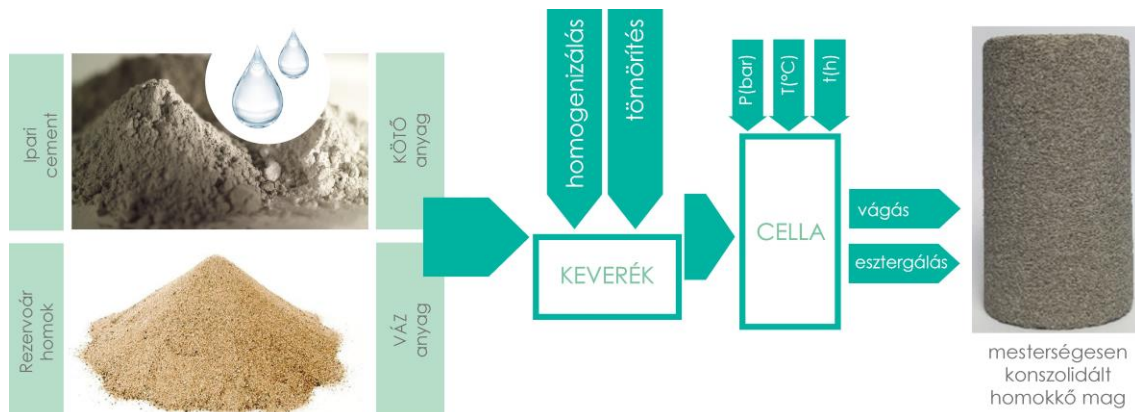 Ipari
cement
KÖTŐ
anyag
Rezervoár
homok
VÁZ
anyag
homogenizálás
tömörítés
KEVERÉK
P(bar)
T(°C)
t(h)
CELLA
vágás
esztergálás
mesterségesen
konszolidált
homokkő mag